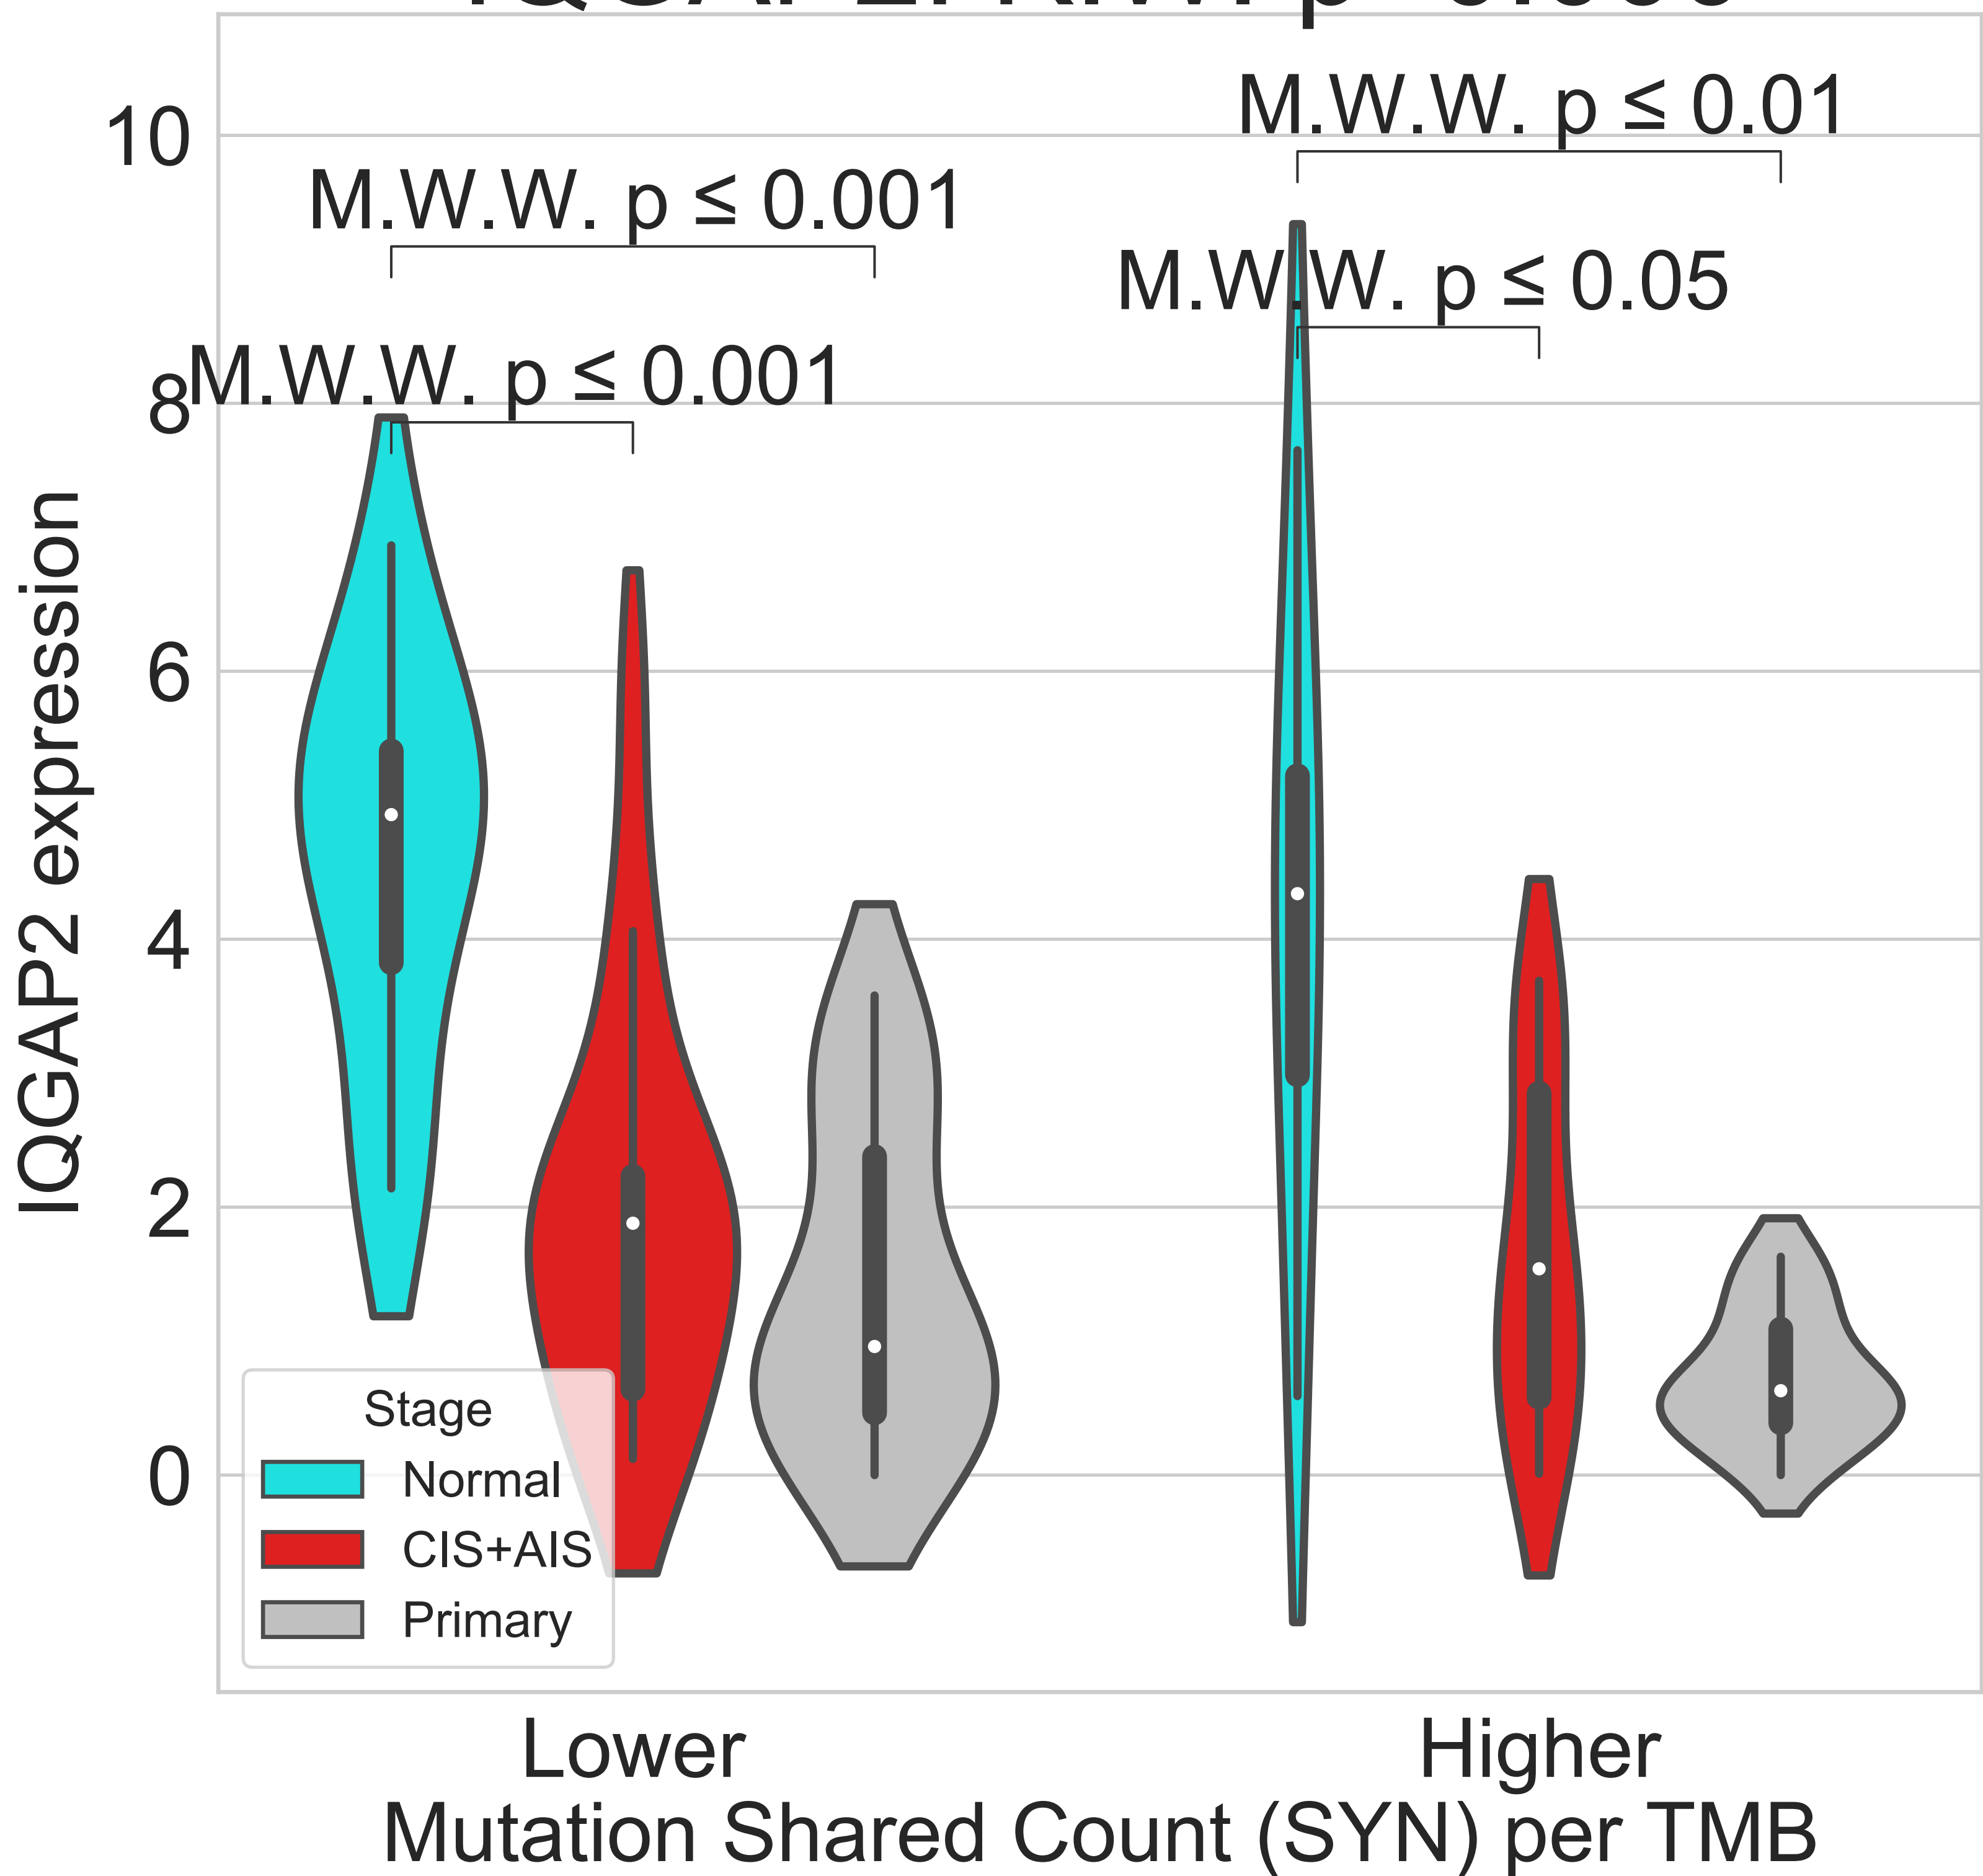 M.W.W. p ≤ 0.01
10
M.W.W. p ≤ 0.001
M.W.W. p ≤ 0.05
M.W.W. p ≤ 0.001
8
6
4
2
0
IQGAP2 expression
Stage
Normal
CIS+AIS
Primary
Lower
Higher
Mutation Shared Count (SYN) per TMB